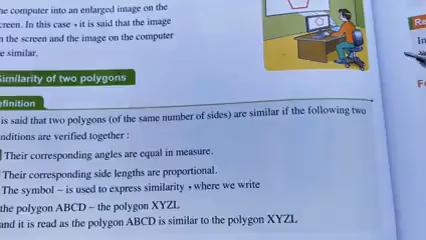 he computer into an enlarged image on the
creen. In this case , it is said that the image
n the screen and the image on the computer
e similar.
Similarity of two polygons
efinition
is said that two polygons (of the same number of sides) are similar if the following two
nditions are verified together :
Their corresponding angles are equal in measure.
Their corresponding side lengths are proportional.
The symbol ~ is used to express similarity , where we write
the polygon ABCD ~ the polygon XYZL
and it is read as the polygon ABCD is similar to the polygon XYZL
Re
In